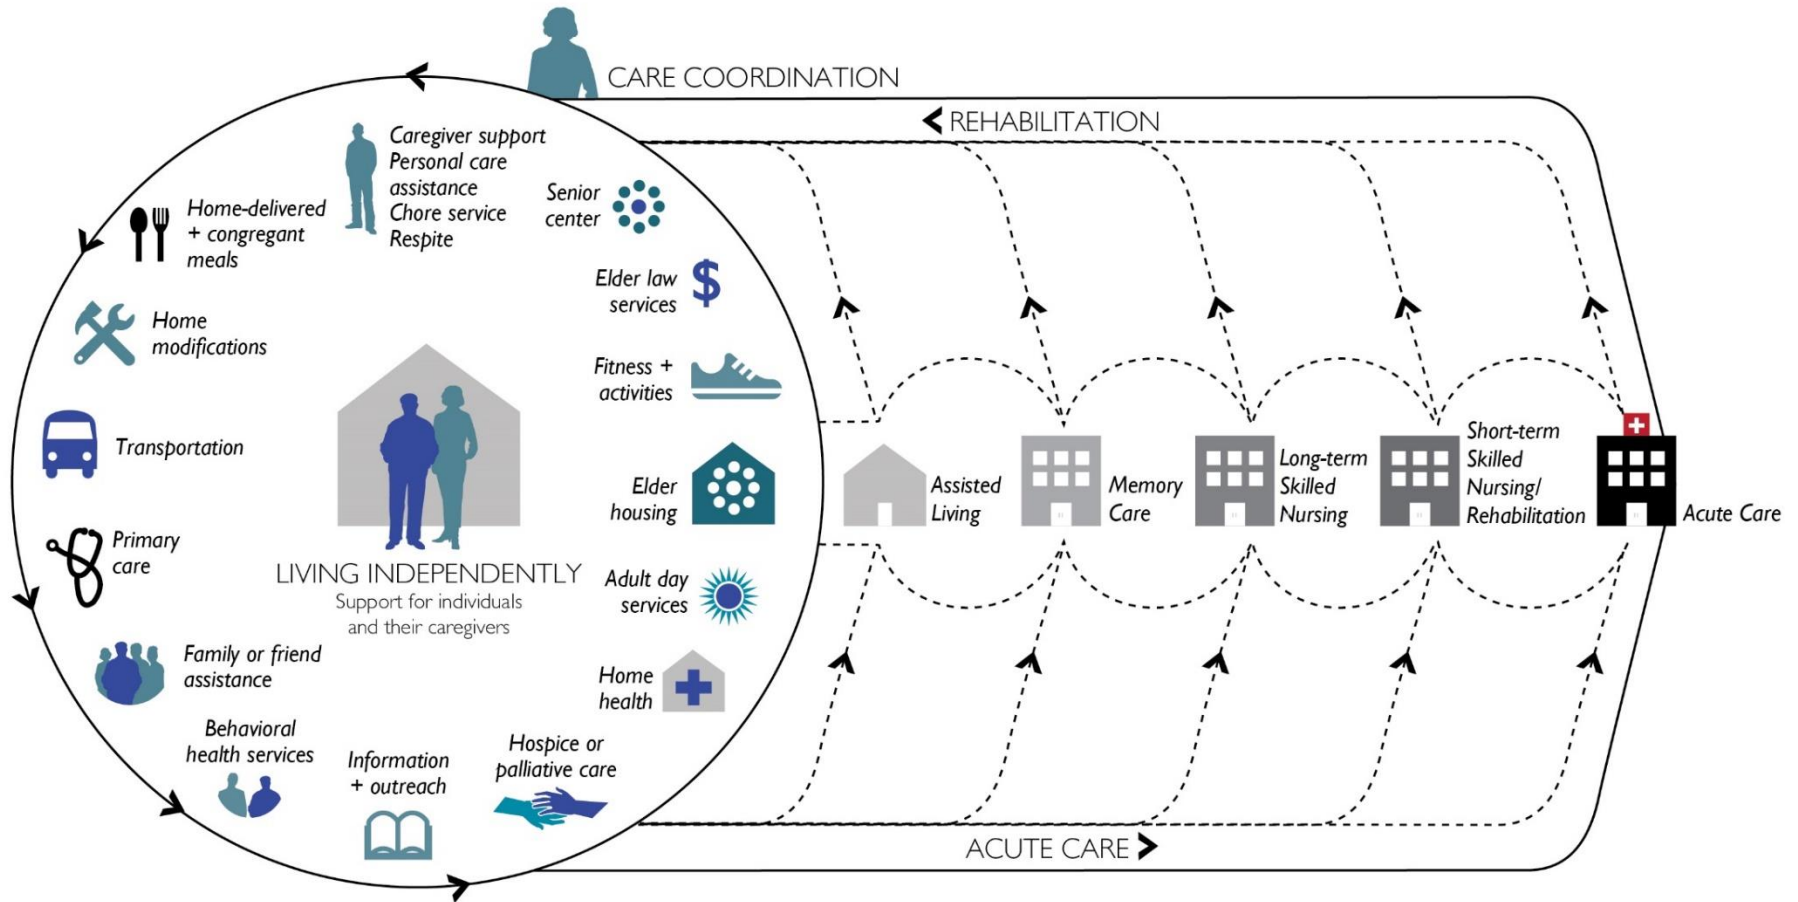 CARE COORDINATION
< REHABILITATION
Caregiver support
Personal care
assistance
Chore service
Respite
Senior
center
Home-delivered
+ congregant
meals
Elder law
services
$
Home
modifications
Fitness +
activities
Transportation
Elder
housing
Assisted
Living
Memory
Care
Long-term
Skilled
Nursing
Short-term
Skilled
Nursing/
Rehabilitation
Acute Care
Primary
care
LIVING INDEPENDENTLY
Support for individuals
and their caregivers
Adult day
services
Family or friend
assistance
Home
health
Behavioral
health services
Information
+ outreach
Hospice or
palliative care
ACUTE CARE >